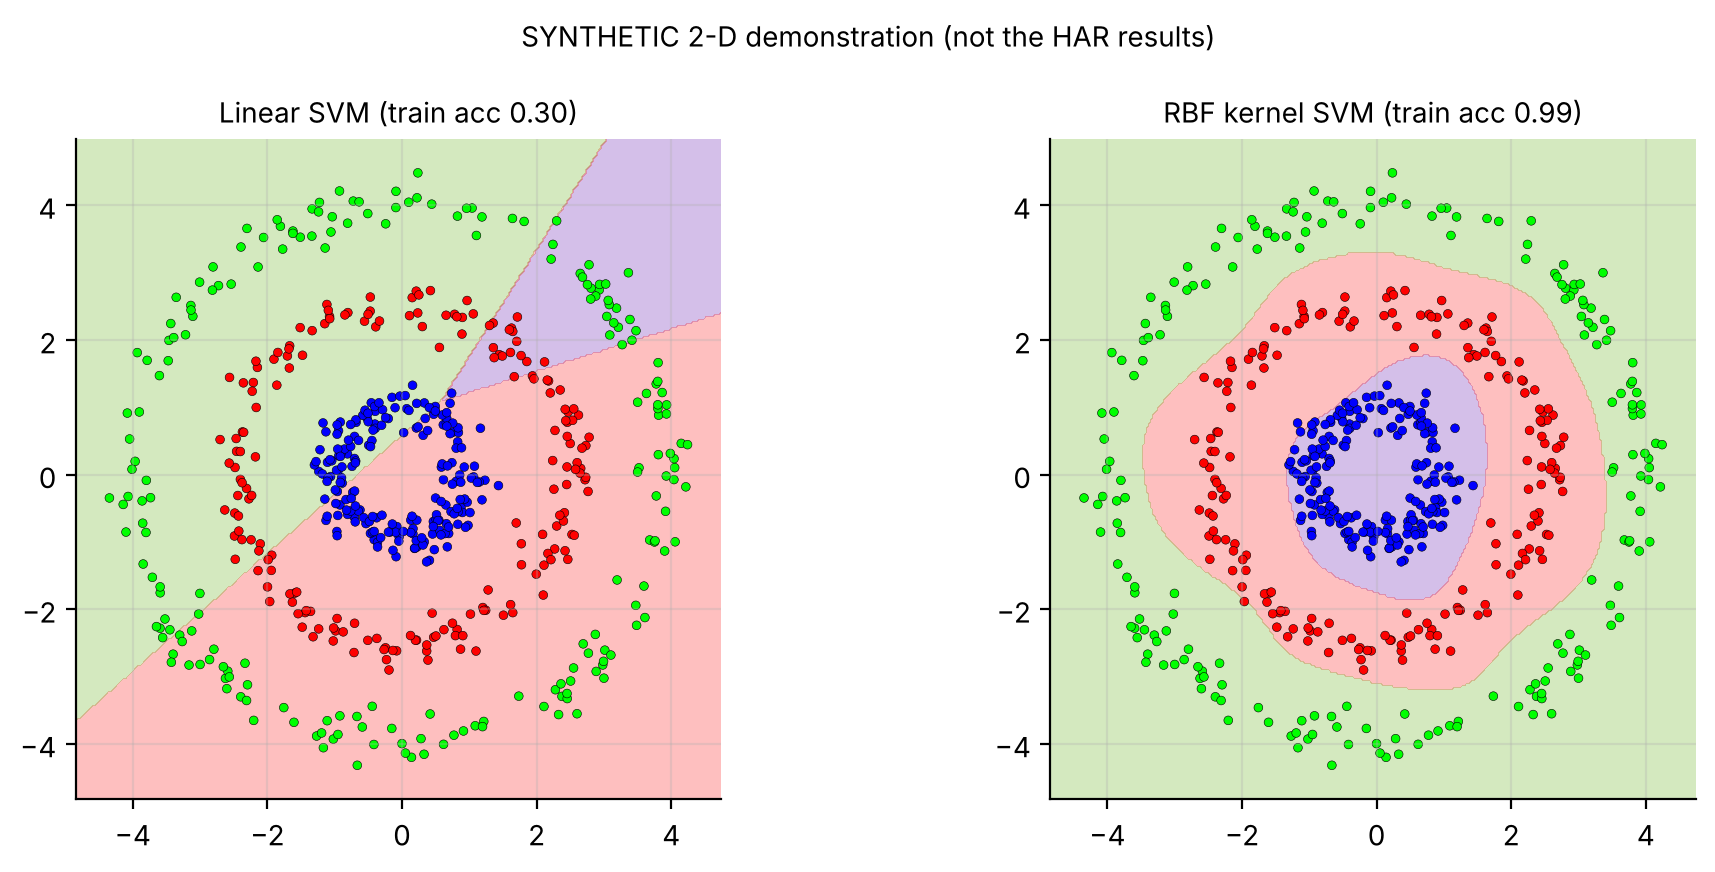 SYNTHETIC 2-D demonstration (not the HAR results)
Linear SVM (train acc 0.30)
4
2
0
−2
−4
−4 −2 0 2 4
RBF kernel SVM (train acc 0.99)
4
2
0
−2
−4
−4 −2 0 2 4